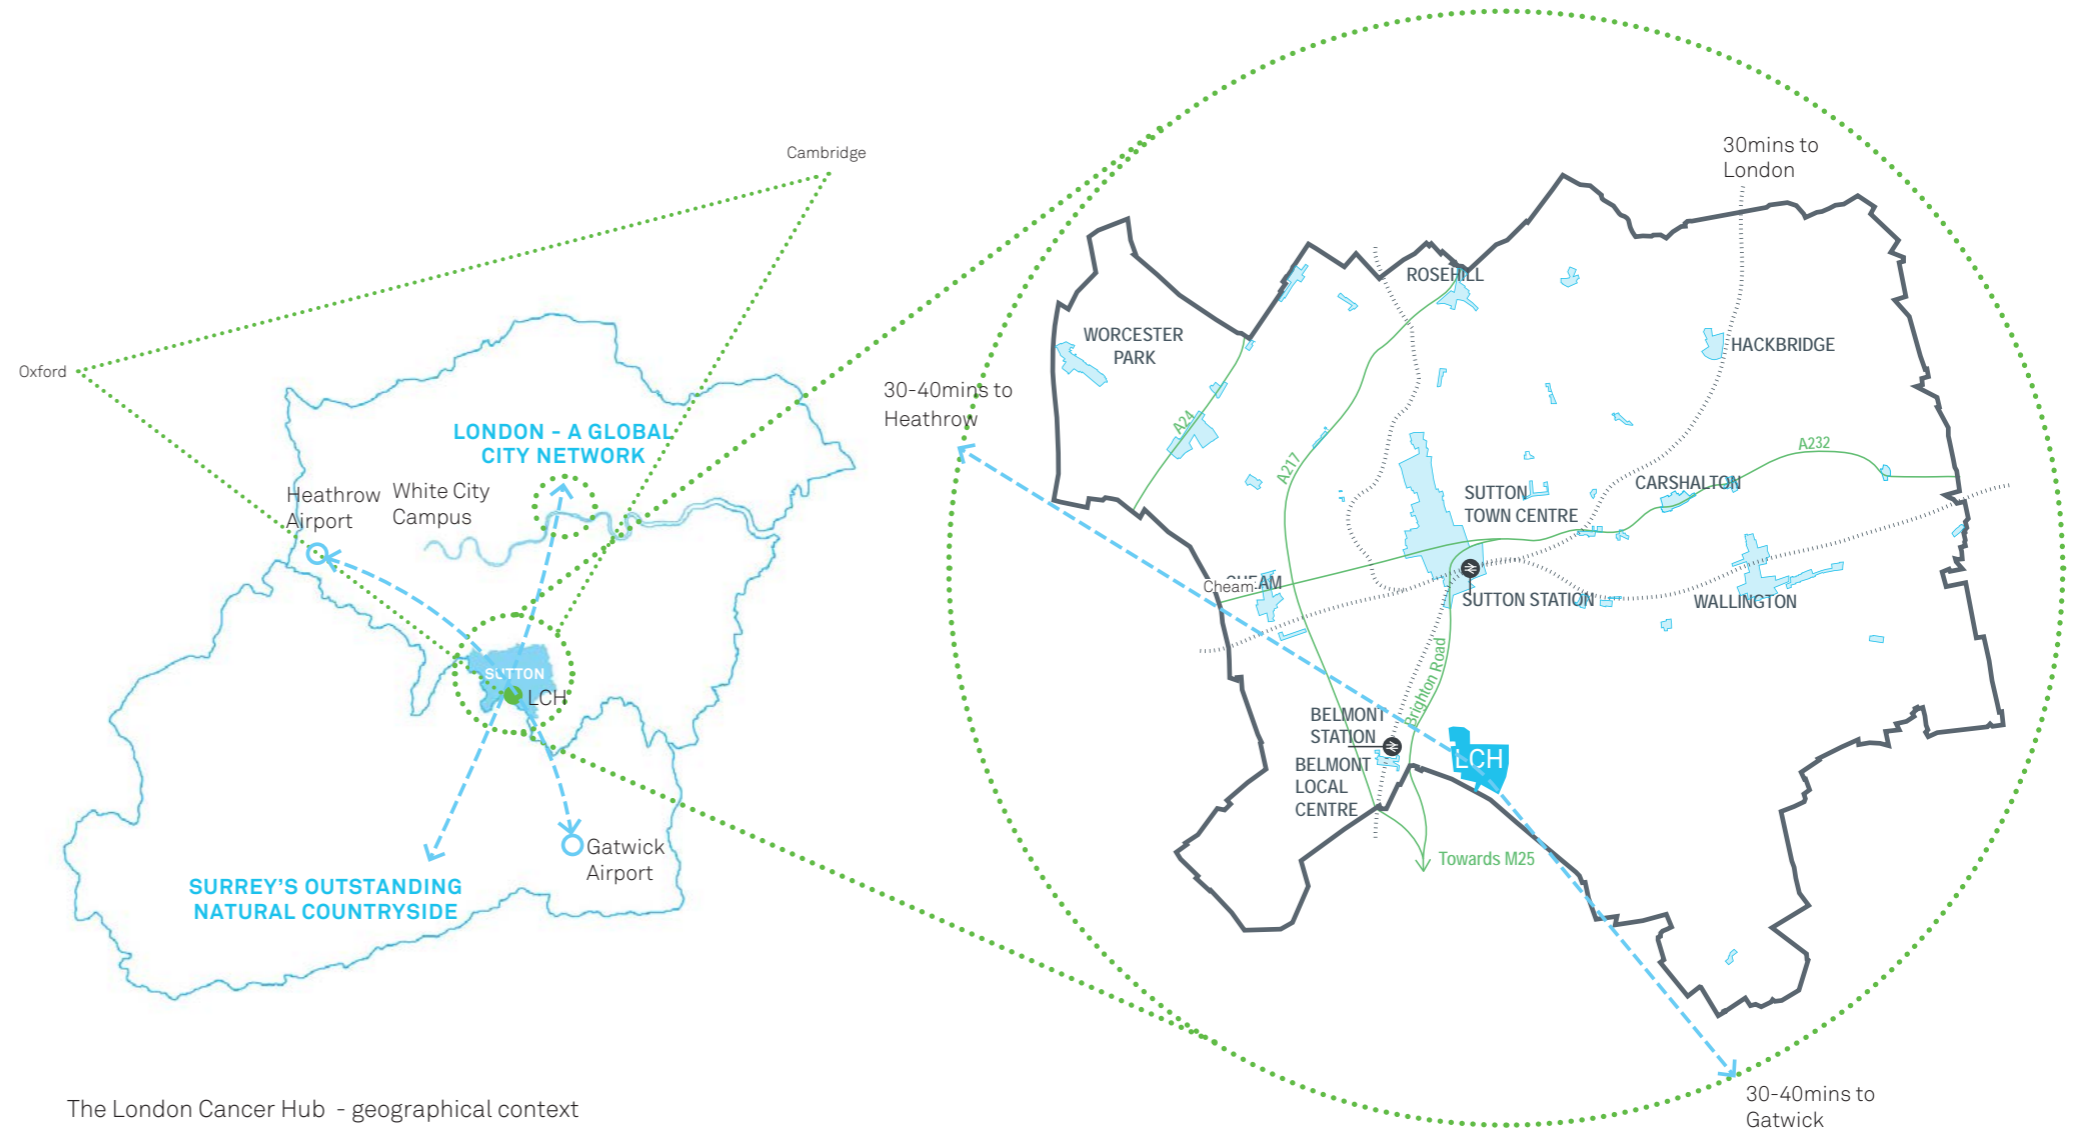 Cambridge
Oxford
LONDON - A GLOBAL
CITY NETWORK
Heathrow
Airport
White City
Campus
SUTTON
LCH
Gatwick
Airport
SURREY'S OUTSTANDING
NATURAL COUNTRYSIDE
The London Cancer Hub - geographical context
30mins to
London
ROSEHILL
WORCESTER
PARK
HACKBRIDGE
30-40mins to
Heathrow
A24
A217
A232
CARSHALTON
SUTTON
TOWN CENTRE
CHEAM
Cheam
SUTTON STATION
WALLINGTON
Brighton Road
BELMONT
STATION
BELMONT
LOCAL
CENTRE
LCH
Towards M25
30-40mins to
Gatwick